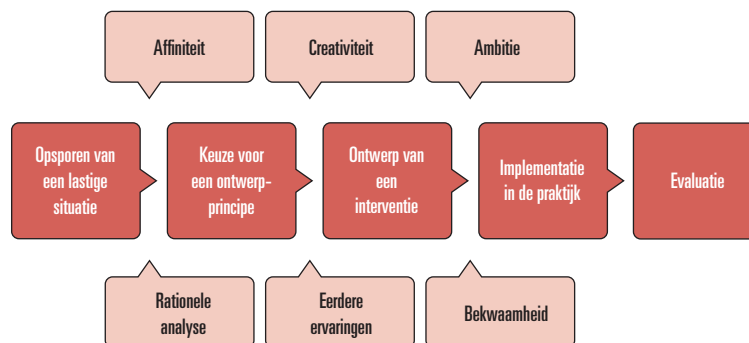 Affiniteit
Creativiteit
Ambitie
Opsporen van
een lastige
situatie
Keuze voor
een ontwerp-
principe
Ontwerp van
een
interventie
Implementatie
in de praktijk
Evaluatie
Rationele
analyse
Eerdere
ervaringen
Bekwaamheid